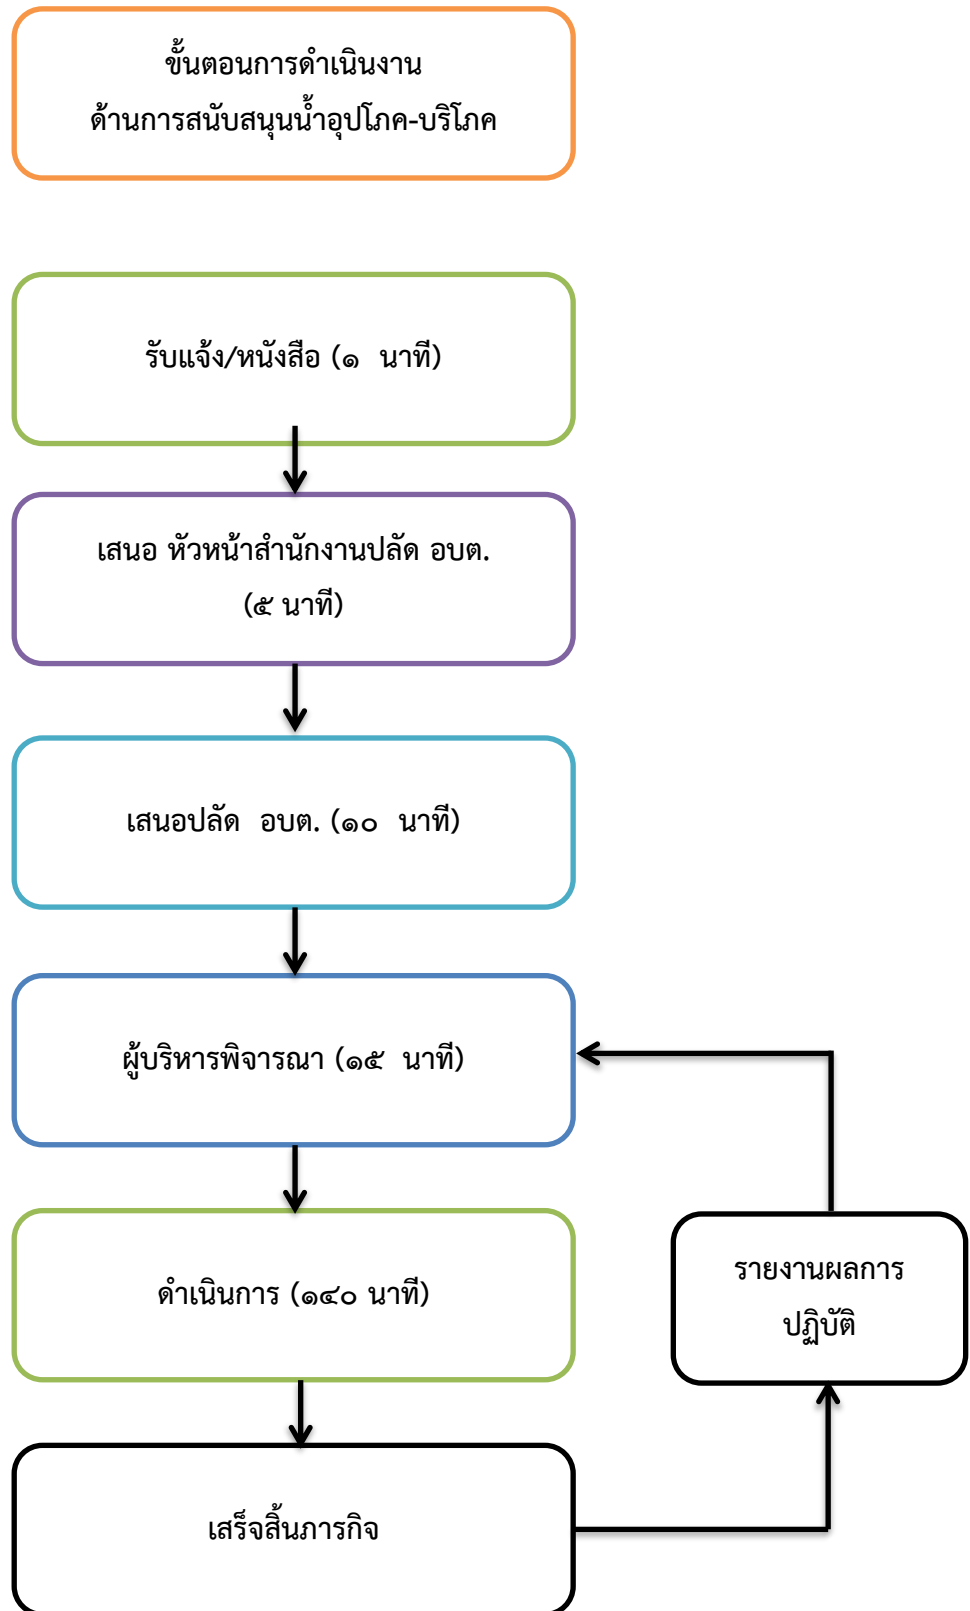 ขั้นตอนการดำเนินงาน
ด้านการสนับสนุนน้ำอุปโภค-บริโภค
รับแจ้ง/หนังสือ (๑ นาที)
เสนอ หัวหน้าสำนักงานปลัด อบต.
(๕ นาที)
เสนอปลัด อบต. (๑๐ นาที)
ผู้บริหารพิจารณา (๑๕ นาที)
ดำเนินการ (๑๔๐ นาที)
รายงานผลการ
ปฏิบัติ
เสร็จสิ้นภารกิจ